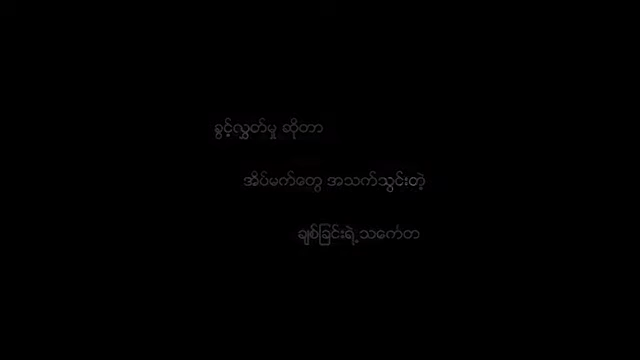 ခွင့်လွှတ်မှု ဆိုတာ
အိပ်မက်တွေ အသက်သွင်းတဲ့
ချစ်ခြင်းရဲ့သင်္ကေတ